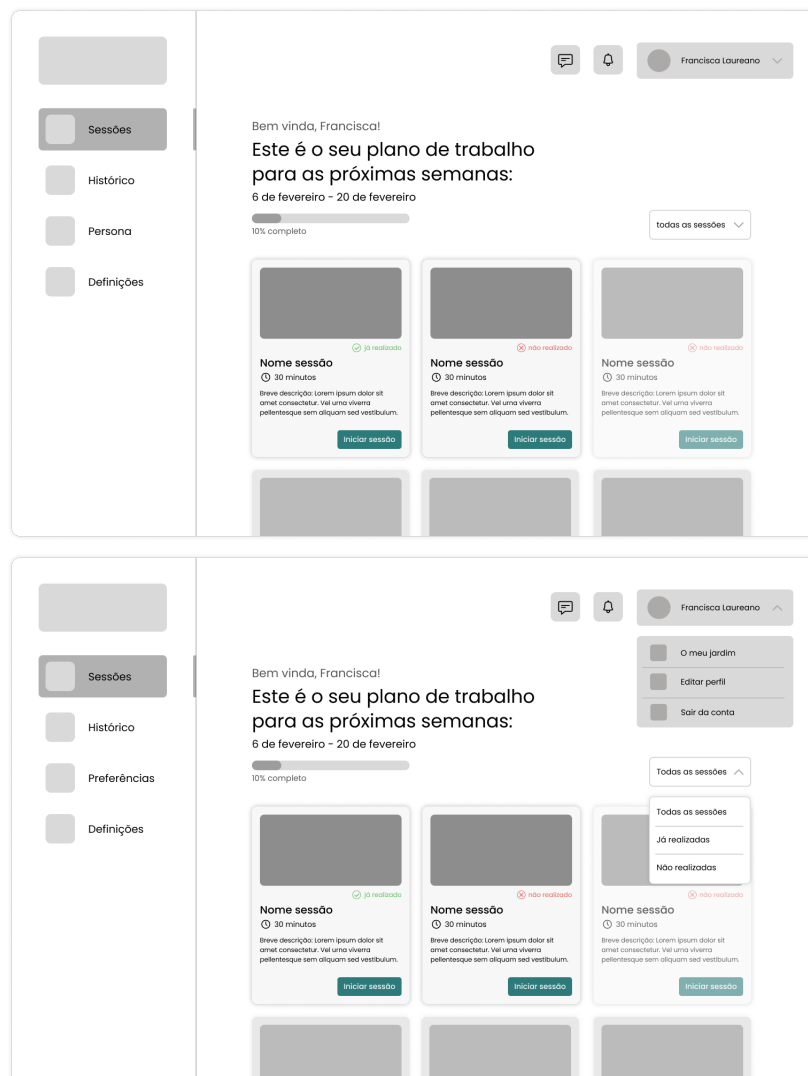 Francisca Laureano
Sessões
Histórico
Persona
Definições
Bem vinda, Francisca!
Este é o seu plano de trabalho
para as próximas semanas:
6 de fevereiro - 20 de fevereiro
10% completo
todas as sessões
já realizado
Nome sessão
30 minutos
Breve descrição: Lorem ipsum dolor sit
amet consectetur. Vel urna viverra
pellentesque sem aliquam sed vestibulum.
Iniciar sessão
não realizado
Nome sessão
30 minutos
Breve descrição: Lorem ipsum dolor sit
amet consectetur. Vel urna viverra
pellentesque sem aliquam sed vestibulum.
Iniciar sessão
não realizado
Nome sessão
30 minutos
Breve descrição: Lorem ipsum dolor sit
amet consectetur. Vel urna viverra
pellentesque sem aliquam sed vestibulum.
Iniciar sessão
Francisca Laureano
O meu jardim
Editar perfil
Sair da conta
Sessões
Histórico
Preferências
Definições
Bem vinda, Francisca!
Este é o seu plano de trabalho
para as próximas semanas:
6 de fevereiro - 20 de fevereiro
10% completo
Todas as sessões
Todas as sessões
Já realizadas
Não realizadas
já realizado
Nome sessão
30 minutos
Breve descrição: Lorem ipsum dolor sit
amet consectetur. Vel urna viverra
pellentesque sem aliquam sed vestibulum.
Iniciar sessão
não realizado
Nome sessão
30 minutos
Breve descrição: Lorem ipsum dolor sit
amet consectetur. Vel urna viverra
pellentesque sem aliquam sed vestibulum.
Iniciar sessão
não realizado
Nome sessão
30 minutos
Breve descrição: Lorem ipsum dolor sit
amet consectetur. Vel urna viverra
pellentesque sem aliquam sed vestibulum.
Iniciar sessão